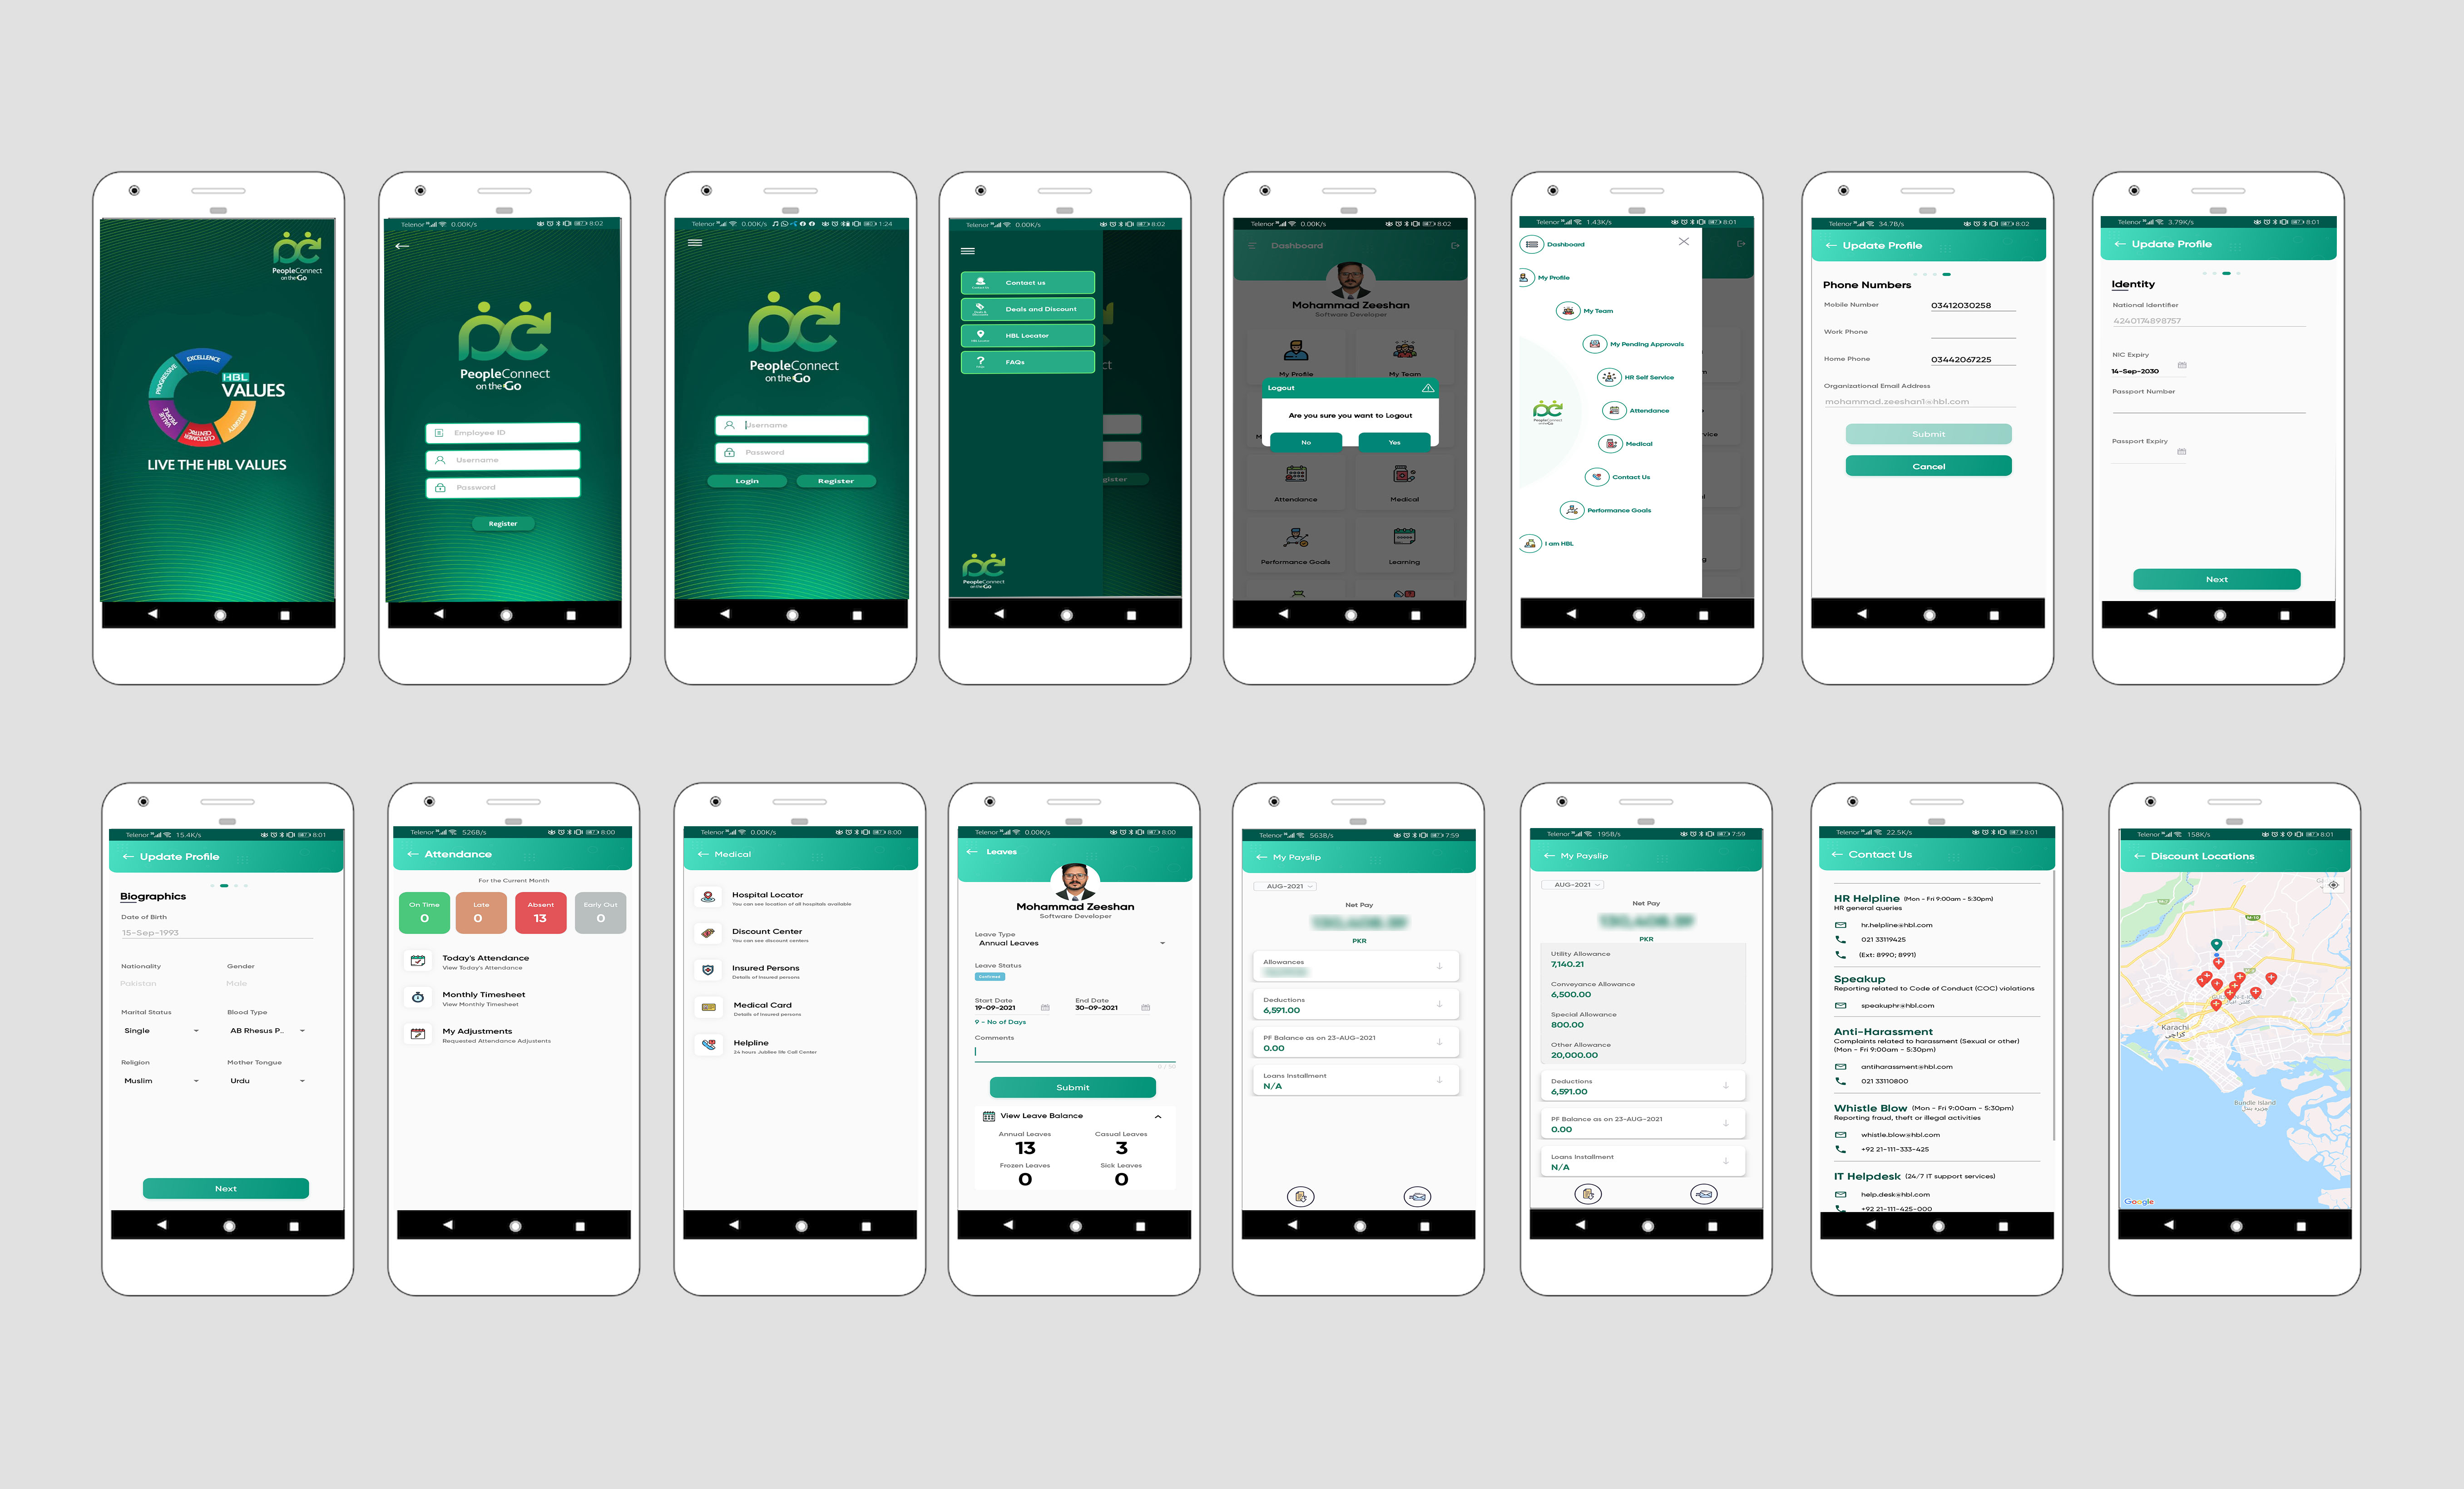 PeopleConnect
on the Go
EXCELLENCE
PROGRESSIVE
HBL
VALUES
VALUE PEOPLE
INTEGRITY
CUSTOMER CENTRIC
LIVE THE HBL VALUES
Telenor 0.00K/s 8:02
PeopleConnect
on the Go
Employee ID
Username
Password
Register
Telenor 0.00K/s 1:24
PeopleConnect
on the Go
Username
Password
Login Register
Telenor 0.00K/s 8:02
Contact us
Deals and Discount
HBL Locator
FAQs
ct
gister
PeopleConnect
on the Go
Telenor 0.00K/s 8:02
Dashboard
Mohammad Zeeshan
Software Developer
My Profile My Team
Logout
Are you sure you want to Logout
No Yes
Attendance Medical
Performance Goals Learning
Telenor 1.43K/s 8:01
Dashboard
My Profile
My Team
My Pending Approvals
HR Self Service
Attendance
Medical
Contact Us
Performance Goals
I am HBL
Telenor 34.7B/s 8:02
Update Profile
Phone Numbers
Mobile Number 03412030258
Work Phone
Home Phone 03442067225
Organizational Email Address
mohammad.zeeshan1@hbl.com
Submit
Cancel
Telenor 3.79K/s 8:01
Update Profile
Identity
National Identifier
4240174898757
NIC Expiry
14-Sep-2030
Passport Number
Passport Expiry
Next
Telenor 15.4K/s 8:01
Update Profile
Biographics
Date of Birth
15-Sep-1993
Nationality Gender
Pakistan Male
Marital Status Blood Type
Single AB Rhesus P..
Religion Mother Tongue
Muslim Urdu
Next
Telenor 526B/s 8:00
Attendance
For the Current Month
On Time Late Absent Early Out
0 0 13 0
Today's Attendance
View Today's Attendance
Monthly Timesheet
View Monthly Timesheet
My Adjustments
Requested Attendance Adjustents
Telenor 0.00K/s 8:00
Medical
Hospital Locator
You can see location of all hospitals available
Discount Center
You can see discount centers
Insured Persons
Details of Insured persons
Medical Card
Details of Insured persons
Helpline
24 hours Jubilee life Call Center
Telenor 0.00K/s 8:00
Leaves
Mohammad Zeeshan
Software Developer
Leave Type
Annual Leaves
Leave Status
Confirmed
Start Date End Date
19-09-2021 30-09-2021
9 - No of Days
Comments
0 / 50
Submit
View Leave Balance
Annual Leaves Casual Leaves
13 3
Frozen Leaves Sick Leaves
0 0
Telenor 563B/s 7:59
My Payslip
AUG-2021
Net Pay
PKR
Allowances
Deductions
6,591.00
PF Balance as on 23-AUG-2021
0.00
Loans Installment
N/A
Telenor 195B/s 7:59
My Payslip
AUG-2021
Net Pay
PKR
Utility Allowance
7,140.21
Conveyance Allowance
6,500.00
Special Allowance
800.00
Other Allowance
20,000.00
Deductions
6,591.00
PF Balance as on 23-AUG-2021
0.00
Loans Installment
N/A
Telenor 22.5K/s 8:01
Contact Us
HR Helpline (Mon - Fri 9:00am - 5:30pm)
HR general queries
hr.helpline@hbl.com
021 33119425
(Ext: 8990; 8991)
Speakup
Reporting related to Code of Conduct (COC) violations
speakuphr@hbl.com
Anti-Harassment
Complaints related to harassment (Sexual or other)
(Mon - Fri 9:00am - 5:30pm)
antiharassment@hbl.com
021 33110800
Whistle Blow (Mon - Fri 9:00am - 5:30pm)
Reporting fraud, theft or illegal activities
whistle.blow@hbl.com
+92 21-111-333-425
IT Helpdesk (24/7 IT support services)
help.desk@hbl.com
+92 21-111-425-000
Telenor 158K/s 8:01
Discount Locations
Karachi
كراچى
Bundle Island
Google